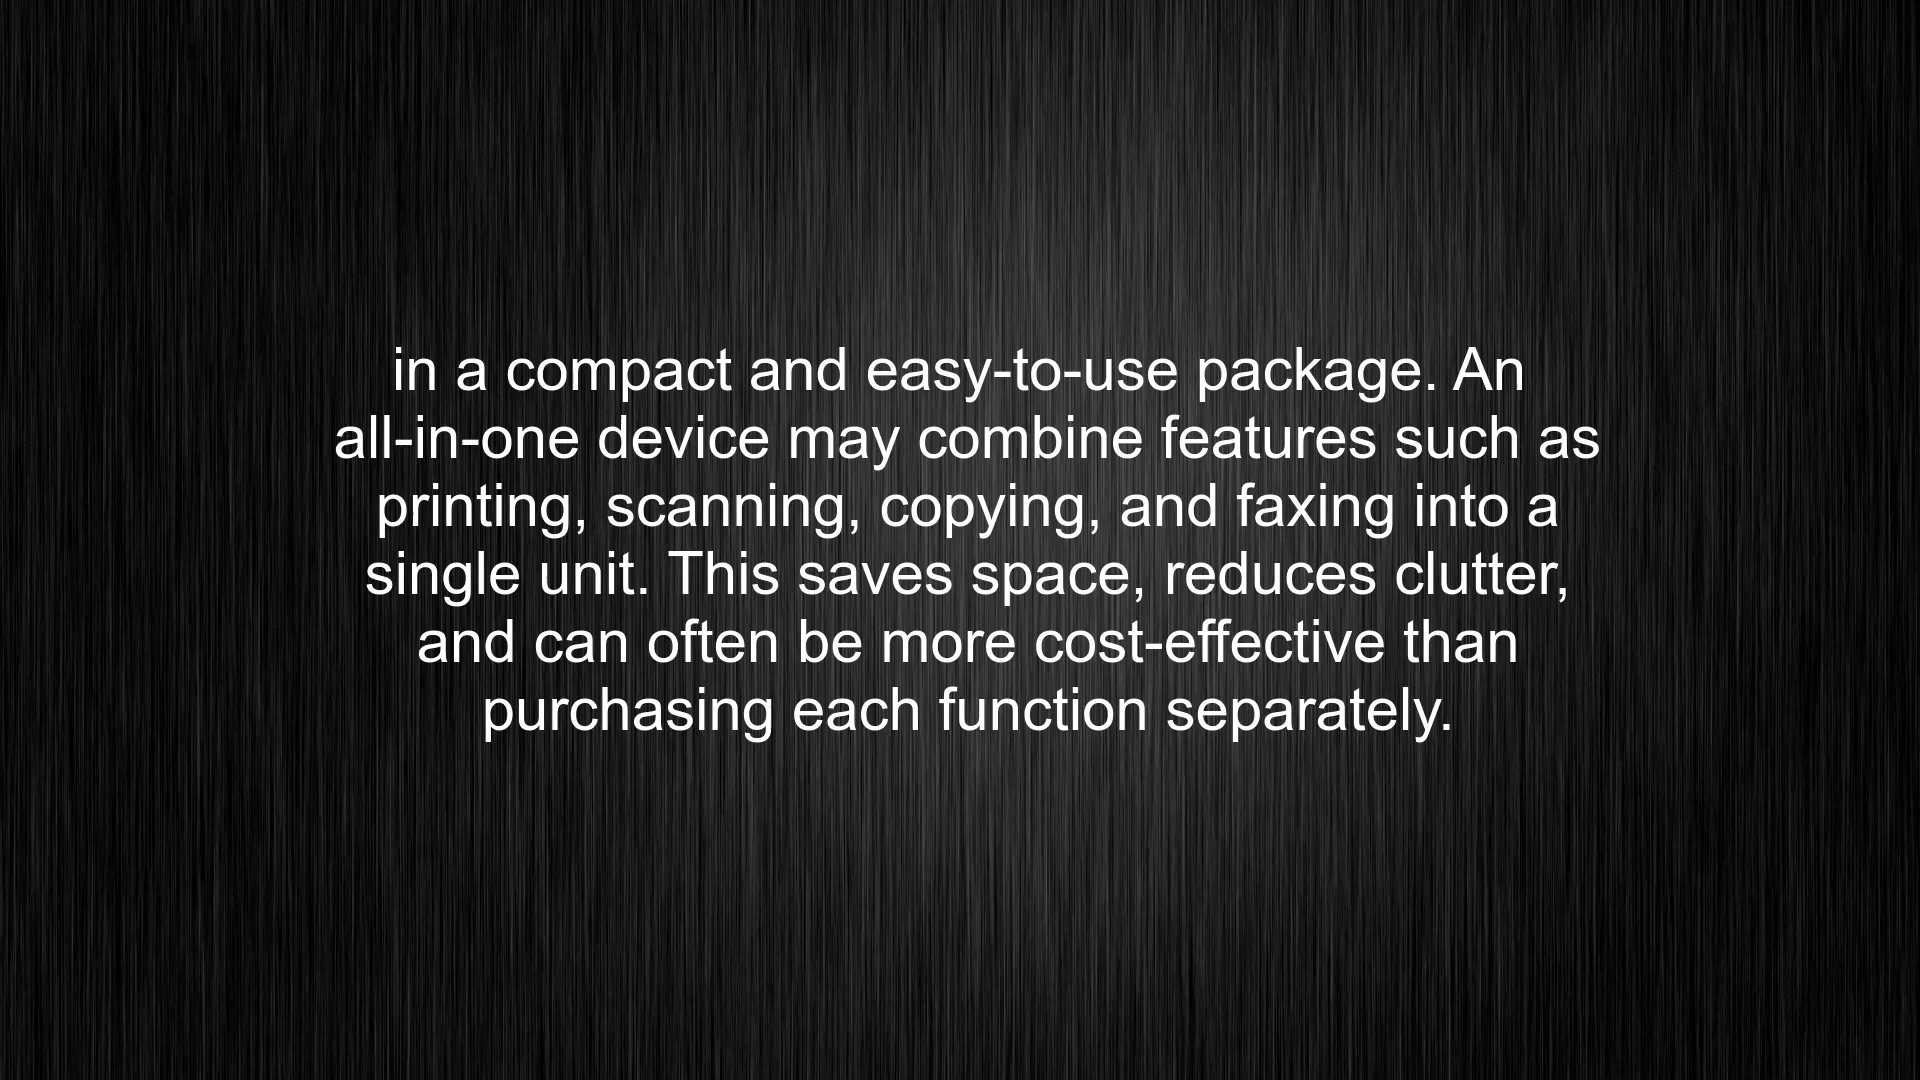 in a compact and easy-to-use package. An
all-in-one device may combine features such as
printing, scanning, copying, and faxing into a
single unit. This saves space, reduces clutter,
and can often be more cost-effective than
purchasing each function separately.